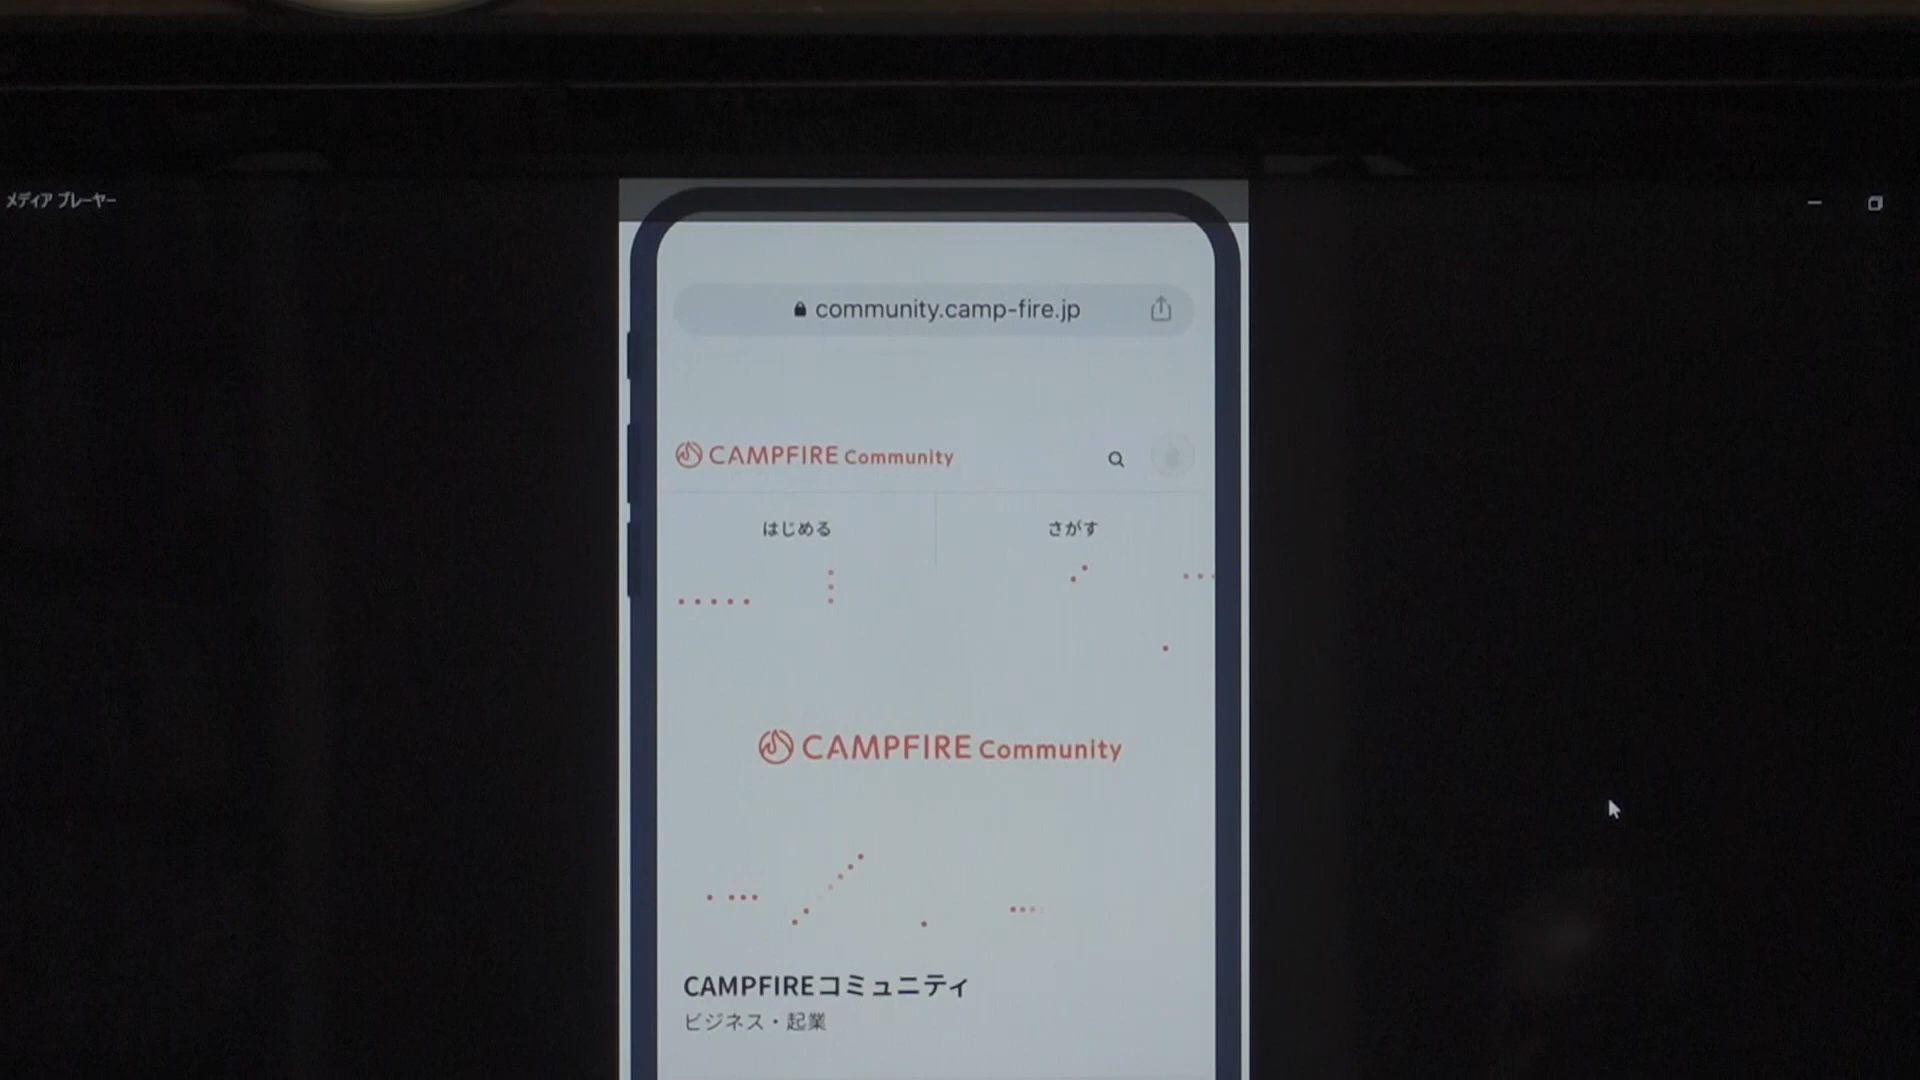 メディア プレーヤー
community.camp-fire.jp
CAMPFIRE Community
はじめる
さがす
CAMPFIRE Community
CAMPFIREコミュニティ
ビジネス・起業